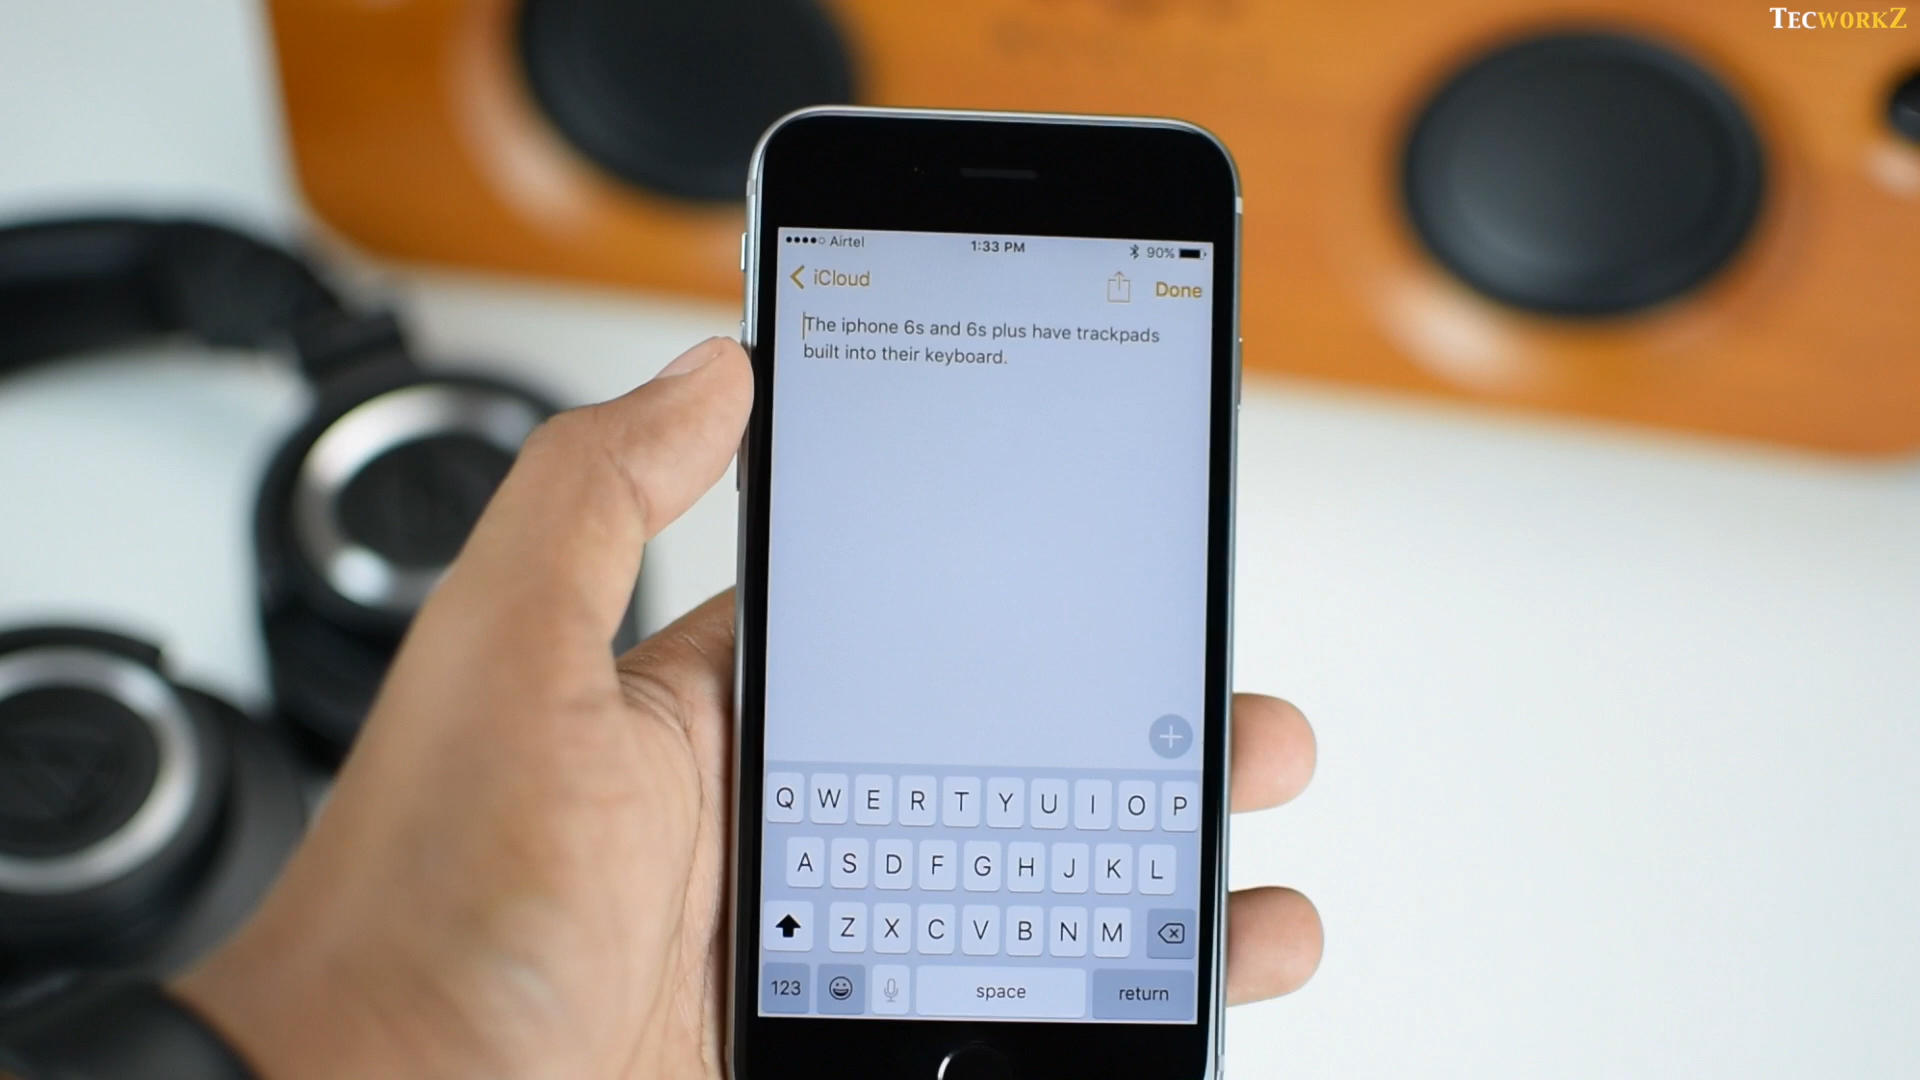 TECWORKZ
Airtel 1:33 PM 90%
iCloud Done
The iphone 6s and 6s plus have trackpads
built into their keyboard.
Q W E R T Y U I O P
A S D F G H J K L
Z X C V B N M
123 space return